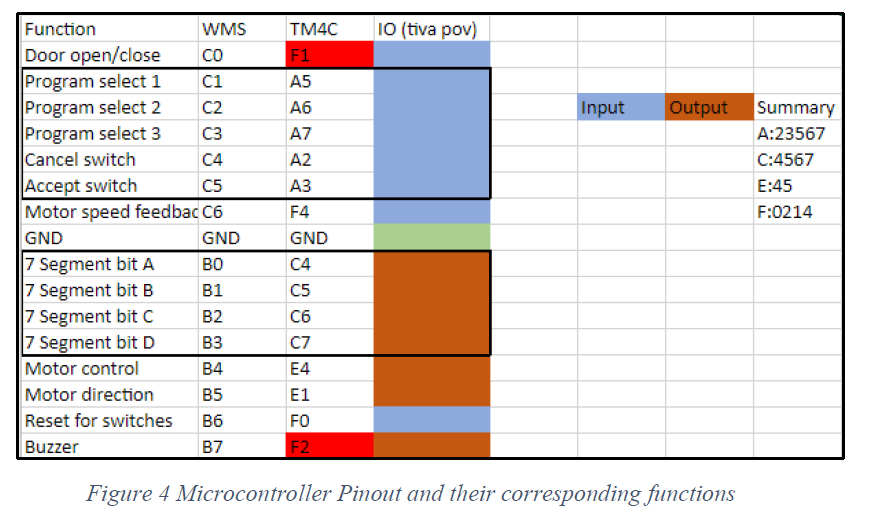 Function WMS TM4C IO (tiva pov)
Door open/close C0 F1
Program select 1 C1 A5
Program select 2 C2 A6 Input Output Summary
Program select 3 C3 A7 A:23567
Cancel switch C4 A2 C:4567
Accept switch C5 A3 E:45
Motor speed feedbac C6 F4 F:0214
GND GND GND
7 Segment bit A B0 C4
7 Segment bit B B1 C5
7 Segment bit C B2 C6
7 Segment bit D B3 C7
Motor control B4 E4
Motor direction B5 E1
Reset for switches B6 F0
Buzzer B7 F2
Figure 4 Microcontroller Pinout and their corresponding functions